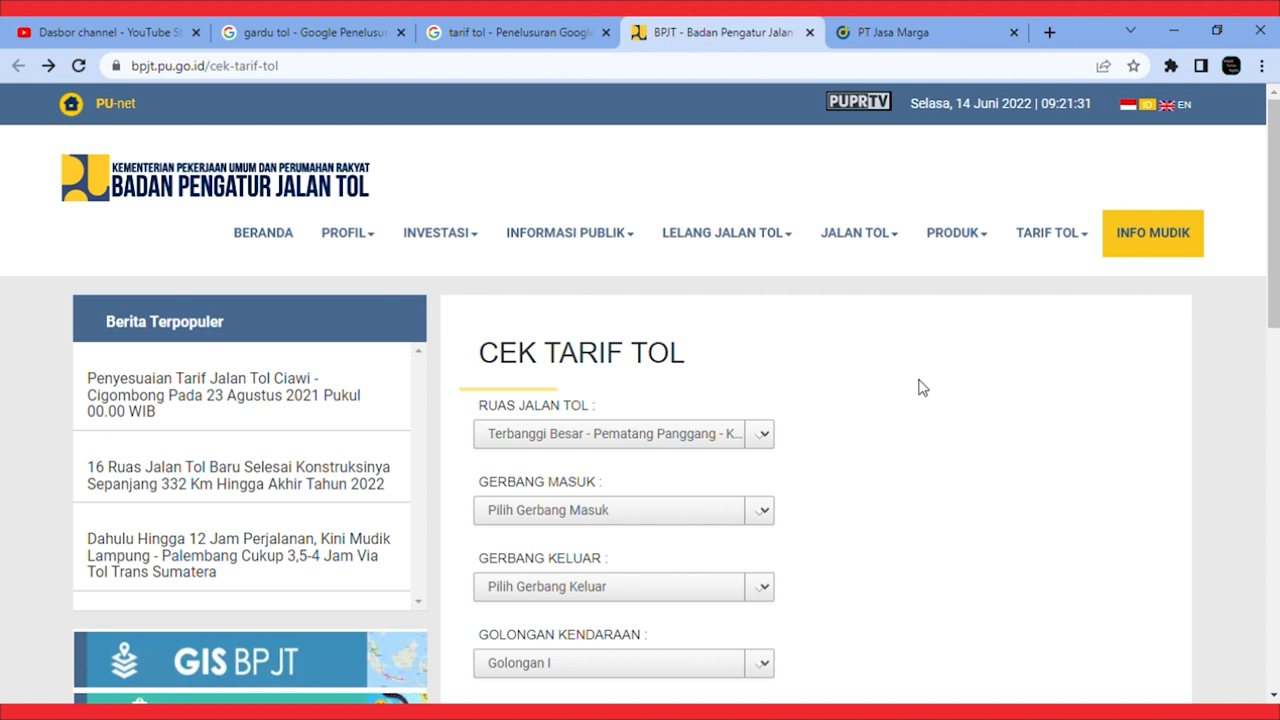 Dasbor channel - YouTube S
gardu tol - Google Penelusur
tarif tol - Penelusuran Google
BPJT - Badan Pengatur Jalan
PT Jasa Marga
bpjt.pu.go.id/cek-tarif-tol
PU-net
PUPRTV
Selasa, 14 Juni 2022 | 09:21:31
ID
EN
KEMENTERIAN PEKERJAAN UMUM DAN PERUMAHAN RAKYAT
BADAN PENGATUR JALAN TOL
BERANDA
PROFIL
INVESTASI
INFORMASI PUBLIK
LELANG JALAN TOL
JALAN TOL
PRODUK
TARIF TOL
INFO MUDIK
Berita Terpopuler
Penyesuaian Tarif Jalan Tol Ciawi -
Cigombong Pada 23 Agustus 2021 Pukul
00.00 WIB
16 Ruas Jalan Tol Baru Selesai Konstruksinya
Sepanjang 332 Km Hingga Akhir Tahun 2022
Dahulu Hingga 12 Jam Perjalanan, Kini Mudik
Lampung - Palembang Cukup 3,5-4 Jam Via
Tol Trans Sumatera
GIS BPJT
CEK TARIF TOL
RUAS JALAN TOL :
Terbanggi Besar - Pematang Panggang - K...
GERBANG MASUK :
Pilih Gerbang Masuk
GERBANG KELUAR :
Pilih Gerbang Keluar
GOLONGAN KENDARAAN :
Golongan I